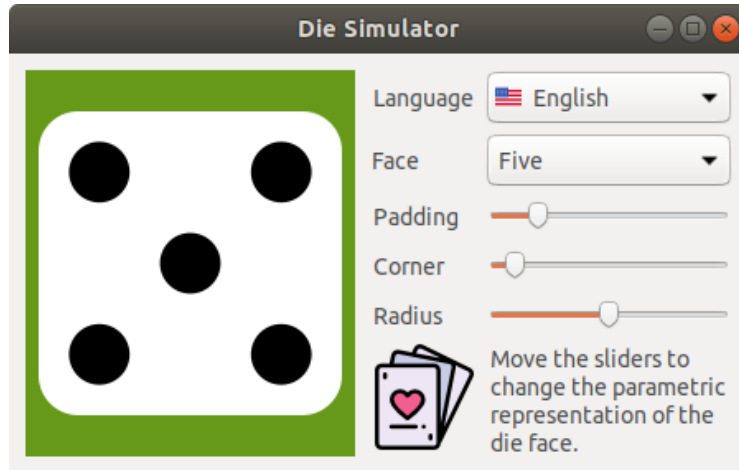 Die Simulator
Language
English
Face
Five
Padding
Corner
Radius
Move the sliders to
change the parametric
representation of the
die face.